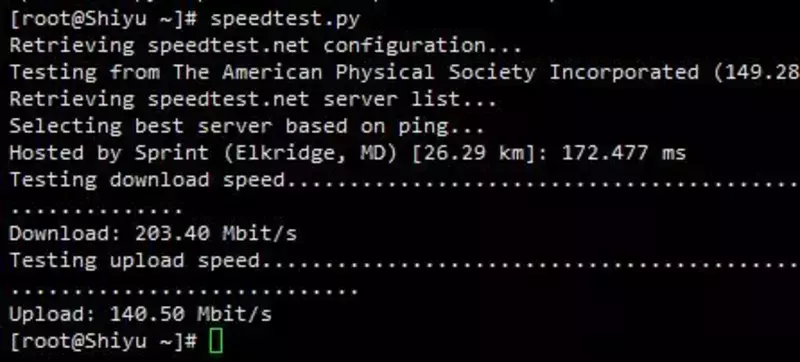 [root@Shiyu ~]# speedtest.py
Retrieving speedtest.net configuration...
Testing from The American Physical Society Incorporated (149.28
Retrieving speedtest.net server list...
Selecting best server based on ping...
Hosted by Sprint (Elkridge, MD) [26.29 km]: 172.477 ms
Testing download speed...........................................
.............
Download: 203.40 Mbit/s
Testing upload speed.............................................
..........................
Upload: 140.50 Mbit/s
[root@Shiyu ~]#